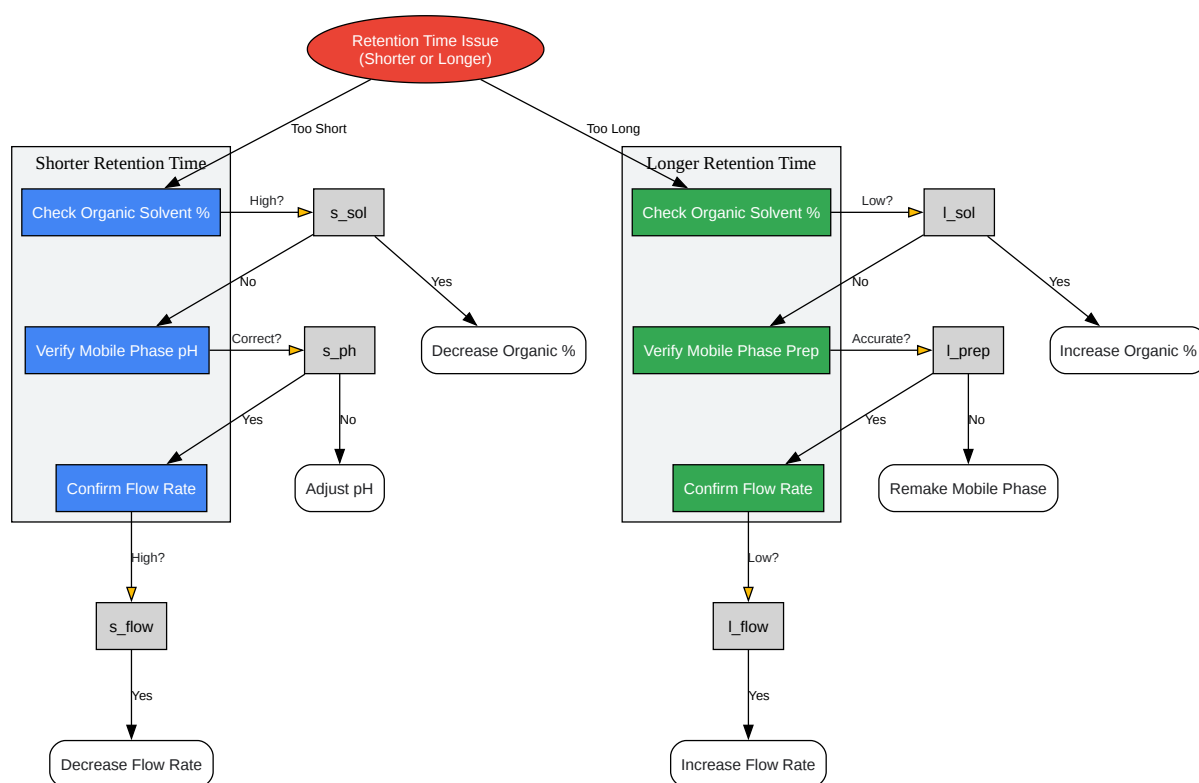 Retention Time Issue
(Shorter or Longer)
Too Short
Too Long
Shorter Retention Time
Longer Retention Time
Check Organic Solvent %
High?
s_sol
Check Organic Solvent %
Low?
l_sol
No
Yes
No
Yes
Verify Mobile Phase pH
Correct?
s_ph
Decrease Organic %
Verify Mobile Phase Prep
Accurate?
l_prep
Increase Organic %
Yes
No
Yes
No
Confirm Flow Rate
Adjust pH
Confirm Flow Rate
Remake Mobile Phase
High?
Low?
s_flow
l_flow
Yes
Yes
Decrease Flow Rate
Increase Flow Rate